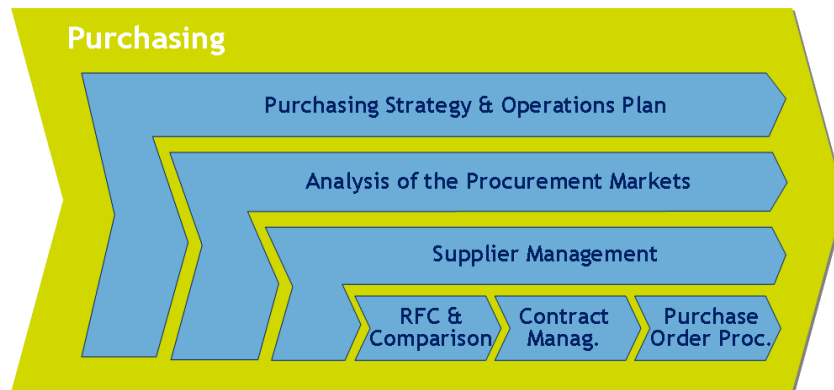 Purchasing
Purchasing Strategy & Operations Plan
Analysis of the Procurement Markets
Supplier Management
RFC &
Comparison
Contract
Manag.
Purchase
Order Proc.